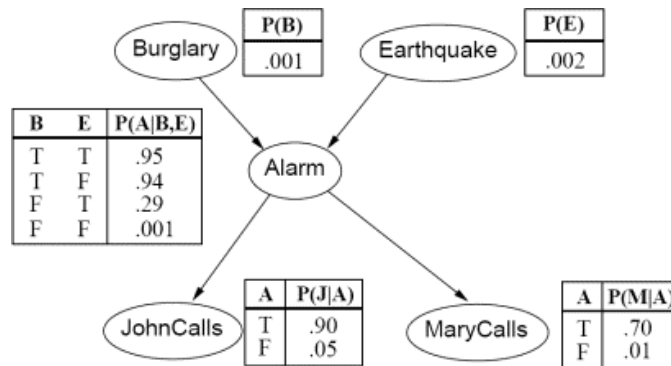 Burglary
P(B)
.001
Earthquake
P(E)
.002
B E P(A|B,E)
T T .95
T F .94
F T .29
F F .001
Alarm
JohnCalls
A P(J|A)
T .90
F .05
MaryCalls
A P(M|A)
T .70
F .01